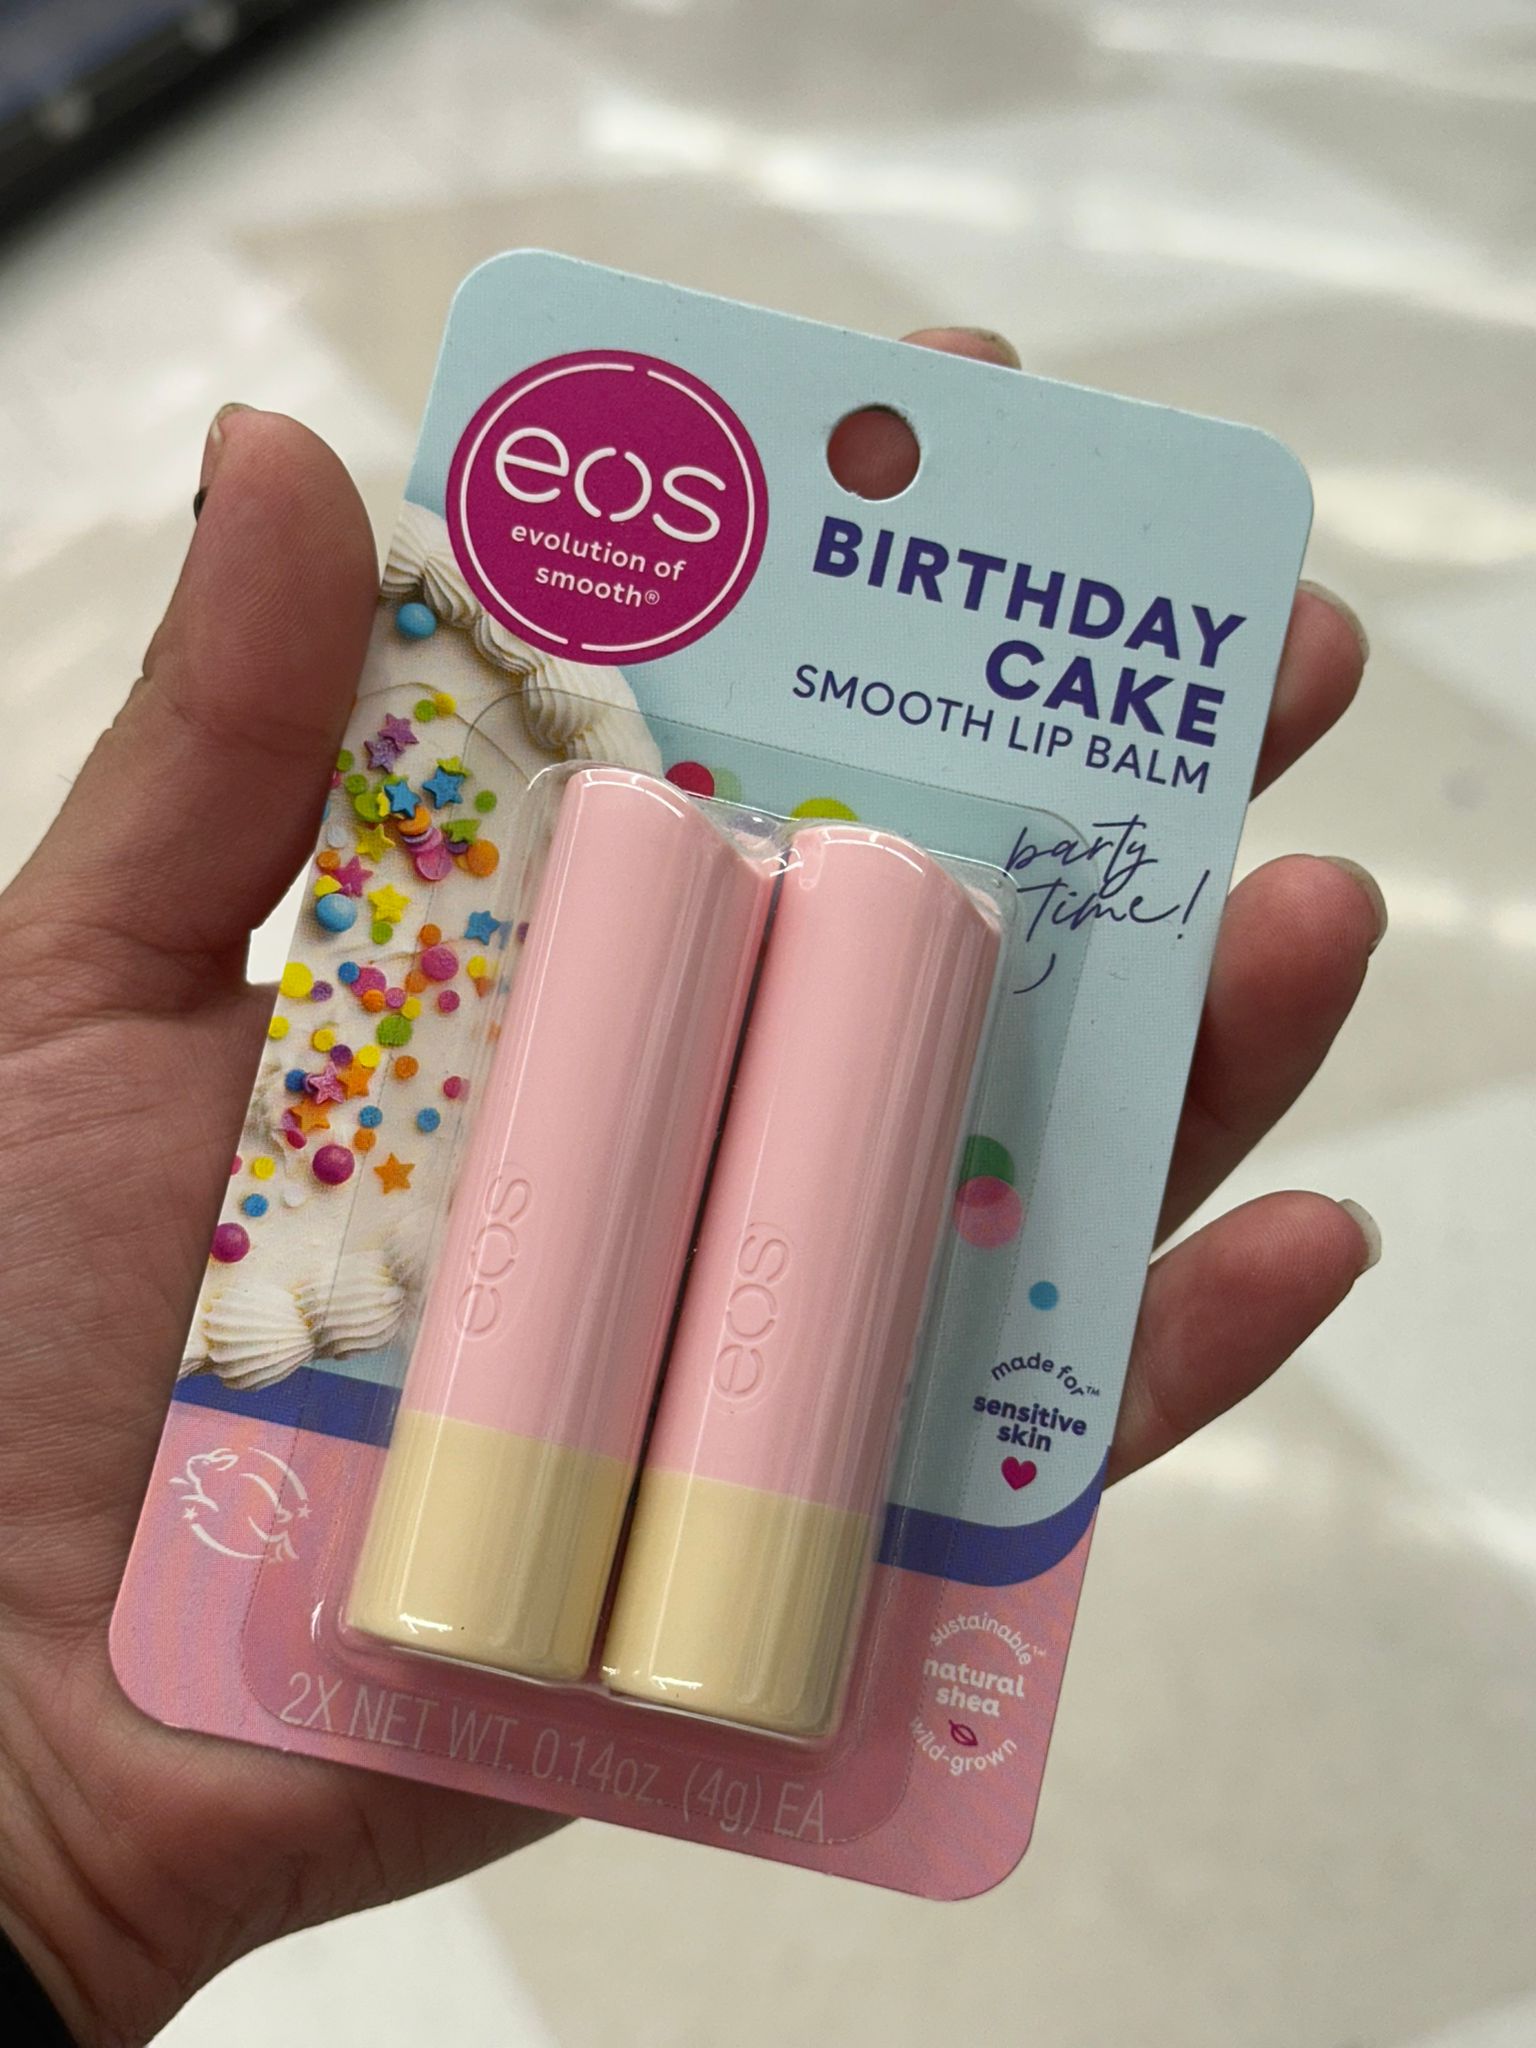 eos
evolution of
smooth®
BIRTHDAY
CAKE
SMOOTH LIP BALM
party
time!
eos
eos
made for™
sensitive
skin
sustainable™
natural
shea
wild-grown
2X NET WT. 0.14oz. (4g) EA